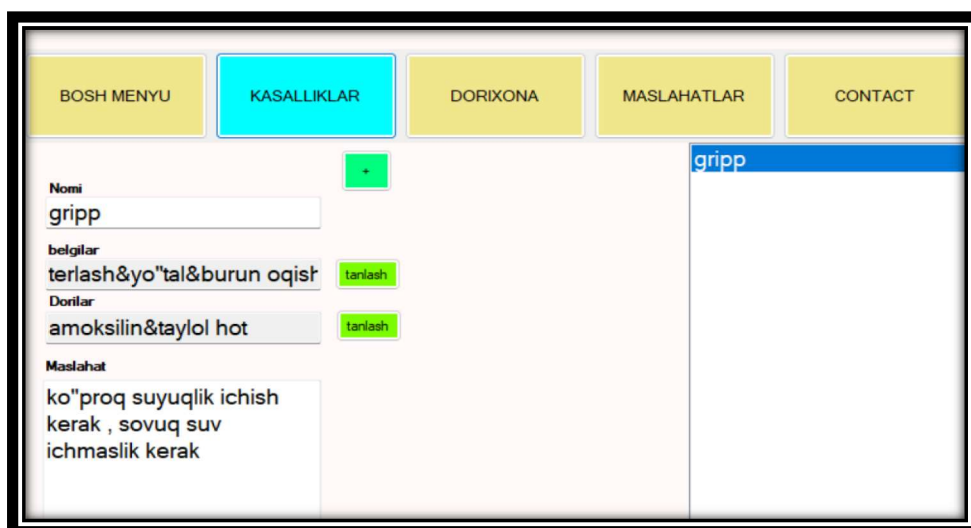 BOSH MENYU
KASALLIKLAR
DORIXONA
MASLAHATLAR
CONTACT
+
gripp
Nomi
gripp
belgilar
terlash&yo"tal&burun oqish
tanlash
Dorilar
amoksilin&taylol hot
tanlash
Maslahat
ko"proq suyuqlik ichish
kerak , sovuq suv
ichmaslik kerak